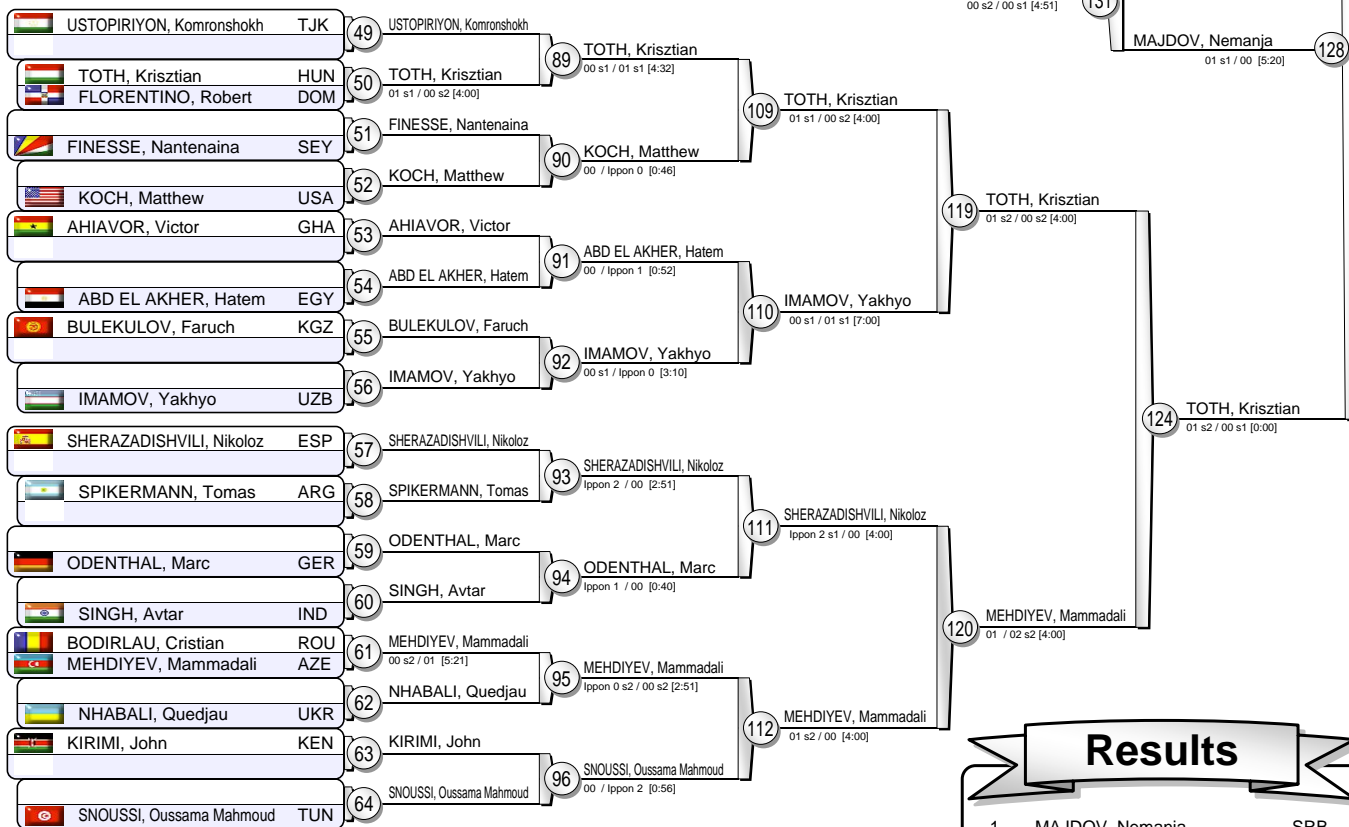 00 s2 / 00 s1 [4:51]
131
MAJDOV, Nemanja
01 s1 / 00 [5:20]
128
USTOPIRIYON, Komronshokh TJK
49
USTOPIRIYON, Komronshokh
TOTH, Krisztian HUN
FLORENTINO, Robert DOM
50
TOTH, Krisztian
01 s1 / 00 s2 [4:00]
89
TOTH, Krisztian
00 s1 / 01 s1 [4:32]
FINESSE, Nantenaina SEY
51
FINESSE, Nantenaina
KOCH, Matthew USA
52
KOCH, Matthew
90
KOCH, Matthew
00 / Ippon 0 [0:46]
109
TOTH, Krisztian
01 s1 / 00 s2 [4:00]
AHIAVOR, Victor GHA
53
AHIAVOR, Victor
ABD EL AKHER, Hatem EGY
54
ABD EL AKHER, Hatem
91
ABD EL AKHER, Hatem
00 / Ippon 1 [0:52]
BULEKULOV, Faruch KGZ
55
BULEKULOV, Faruch
IMAMOV, Yakhyo UZB
56
IMAMOV, Yakhyo
92
IMAMOV, Yakhyo
00 s1 / Ippon 0 [3:10]
110
IMAMOV, Yakhyo
00 s1 / 01 s1 [7:00]
119
TOTH, Krisztian
01 s2 / 00 s2 [4:00]
SHERAZADISHVILI, Nikoloz ESP
57
SHERAZADISHVILI, Nikoloz
SPIKERMANN, Tomas ARG
58
SPIKERMANN, Tomas
93
SHERAZADISHVILI, Nikoloz
Ippon 2 / 00 [2:51]
ODENTHAL, Marc GER
59
ODENTHAL, Marc
SINGH, Avtar IND
60
SINGH, Avtar
94
ODENTHAL, Marc
Ippon 1 / 00 [0:40]
111
SHERAZADISHVILI, Nikoloz
Ippon 2 s1 / 00 [4:00]
BODIRLAU, Cristian ROU
MEHDIYEV, Mammadali AZE
61
MEHDIYEV, Mammadali
00 s2 / 01 [5:21]
NHABALI, Quedjau UKR
62
NHABALI, Quedjau
95
MEHDIYEV, Mammadali
Ippon 0 s2 / 00 s2 [2:51]
KIRIMI, John KEN
63
KIRIMI, John
SNOUSSI, Oussama Mahmoud TUN
64
SNOUSSI, Oussama Mahmoud
96
SNOUSSI, Oussama Mahmoud
00 / Ippon 2 [0:56]
112
MEHDIYEV, Mammadali
01 s2 / 00 [4:00]
120
MEHDIYEV, Mammadali
01 / 02 s2 [4:00]
124
TOTH, Krisztian
01 s2 / 00 s1 [0:00]
Results
1 MAJDOV, Nemanja SRB